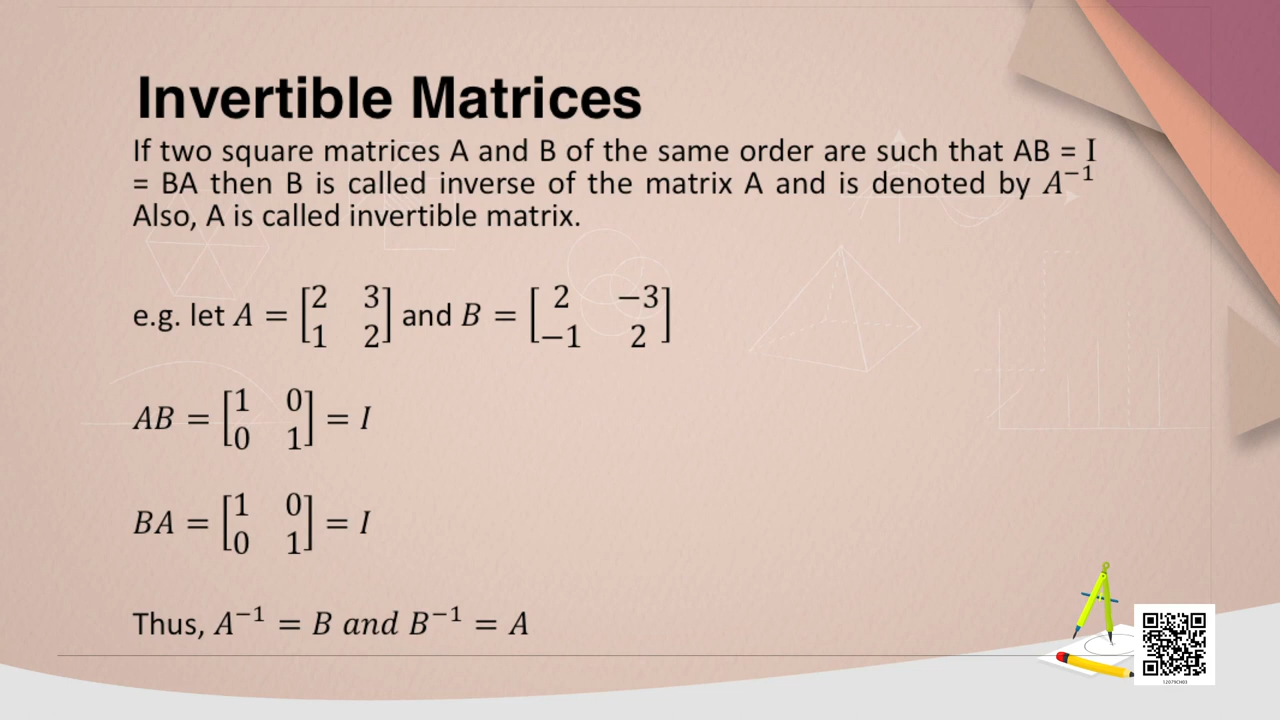 Invertible Matrices
If two square matrices A and B of the same order are such that AB = I
= BA then B is called inverse of the matrix A and is denoted by A⁻¹
Also, A is called invertible matrix.
e.g. let A = [2 3; 1 2] and B = [2 −3; −1 2]
AB = [1 0; 0 1] = I
BA = [1 0; 0 1] = I
Thus, A⁻¹ = B and B⁻¹ = A